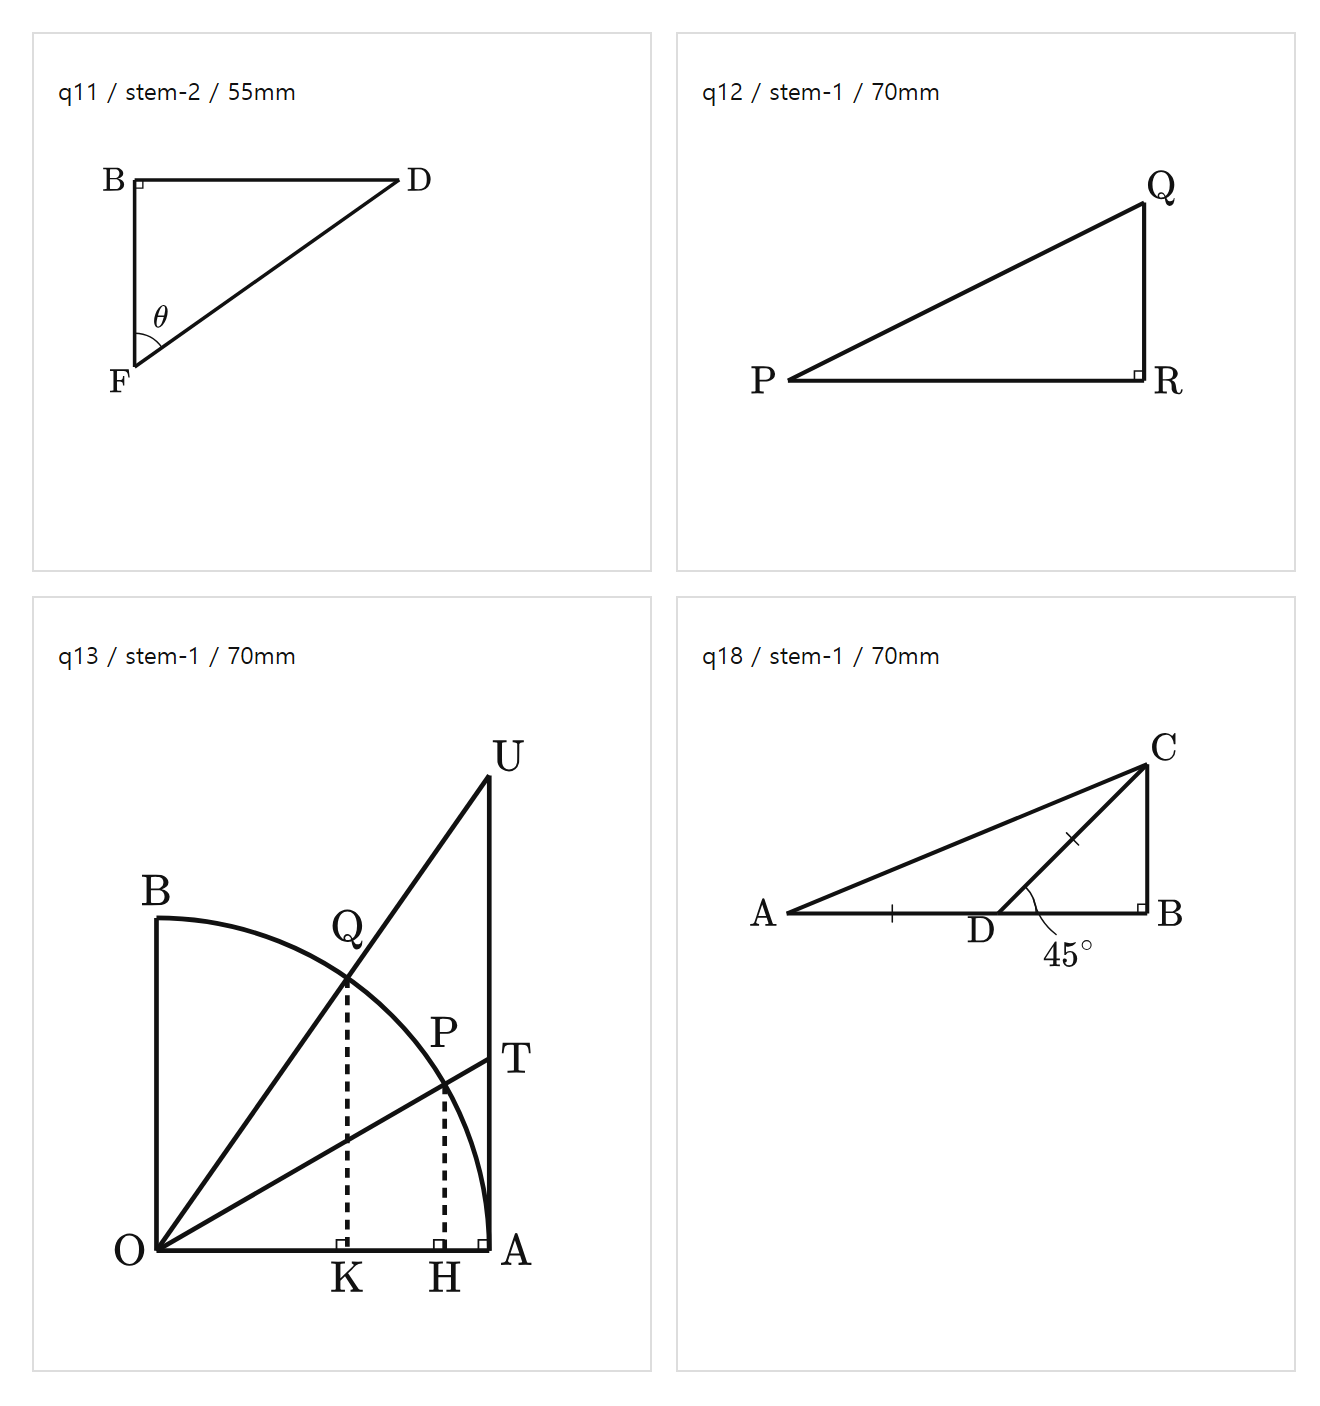 q11 / stem-2 / 55mm
B
D
θ
F
q12 / stem-1 / 70mm
Q
P
R
q13 / stem-1 / 70mm
U
B
Q
P
T
O
A
K
H
q18 / stem-1 / 70mm
C
A
D
B
45°